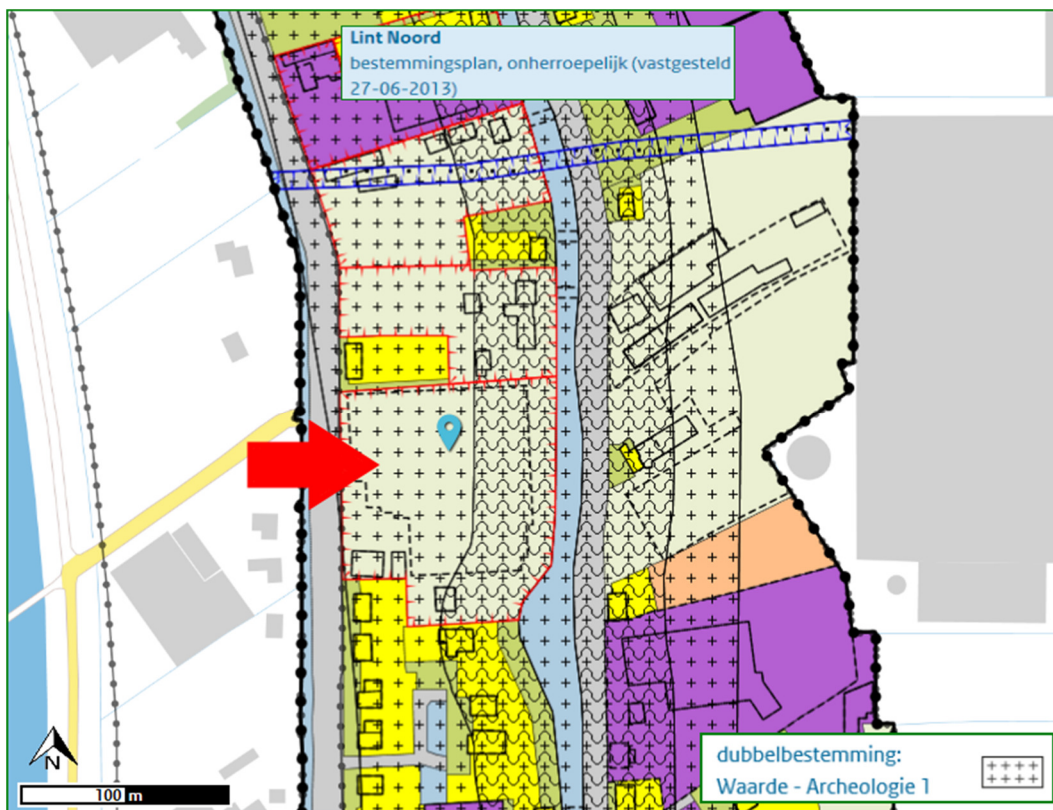 Lint Noord
bestemmingsplan, onherroepelijk (vastgesteld
27-06-2013)
N
100 m
dubbelbestemming:
Waarde - Archeologie 1